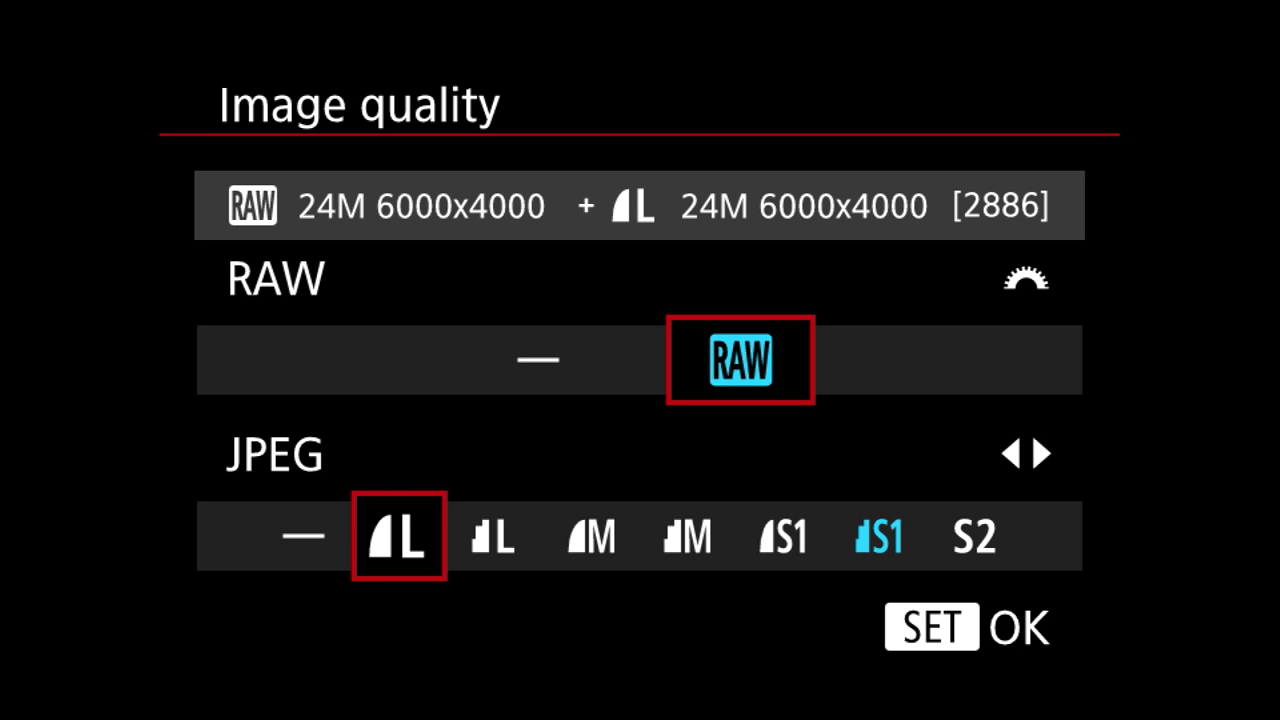 Image quality
RAW 24M 6000x4000 + L 24M 6000x4000 [2886]
RAW
— RAW
JPEG
— L L M M S1 S1 S2
SET OK